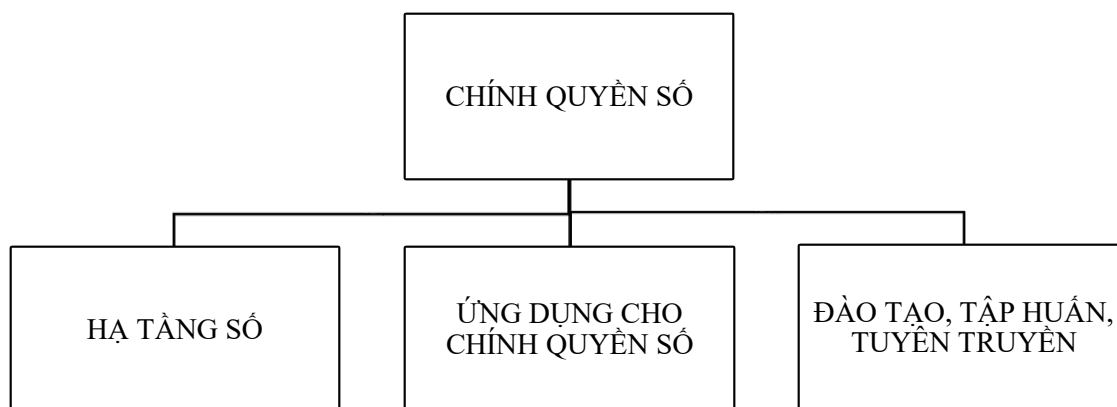 CHÍNH QUYỀN SỐ
HẠ TẦNG SỐ
ỨNG DỤNG CHO
CHÍNH QUYỀN SỐ
ĐÀO TẠO, TẬP HUẤN,
TUYÊN TRUYỀN